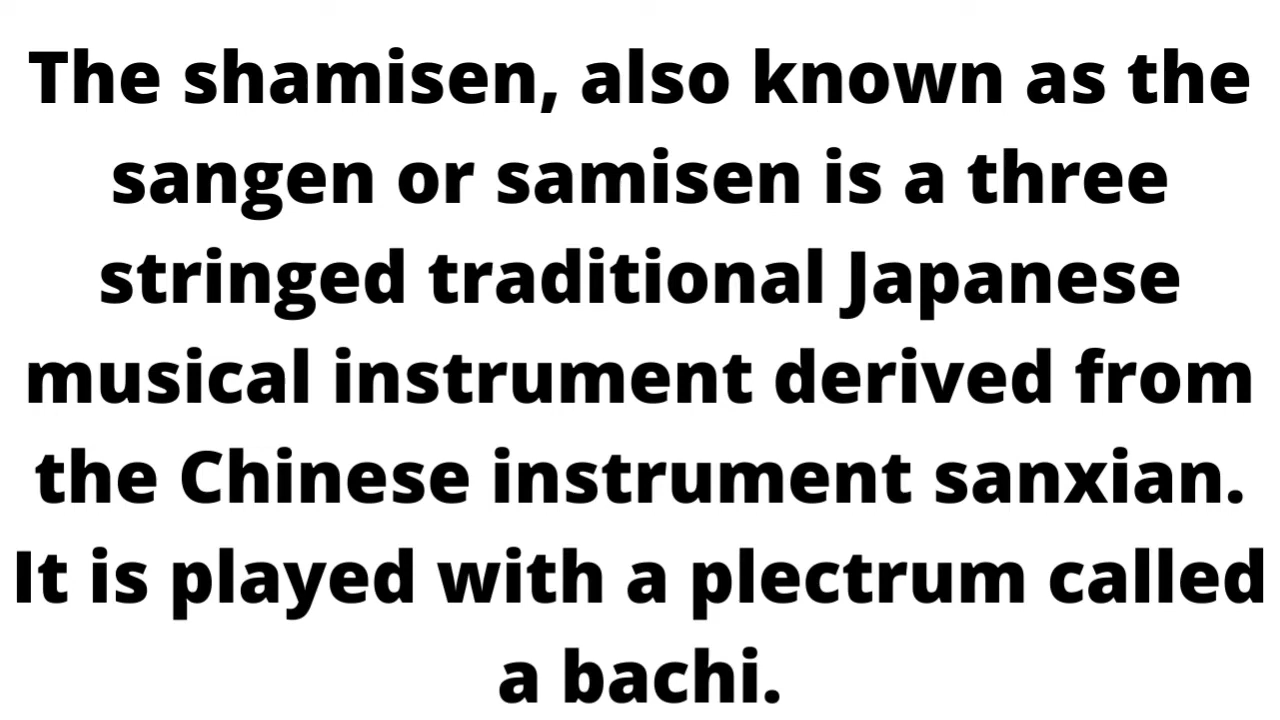 The shamisen, also known as the
sangen or samisen is a three
stringed traditional Japanese
musical instrument derived from
the Chinese instrument sanxian.
It is played with a plectrum called
a bachi.